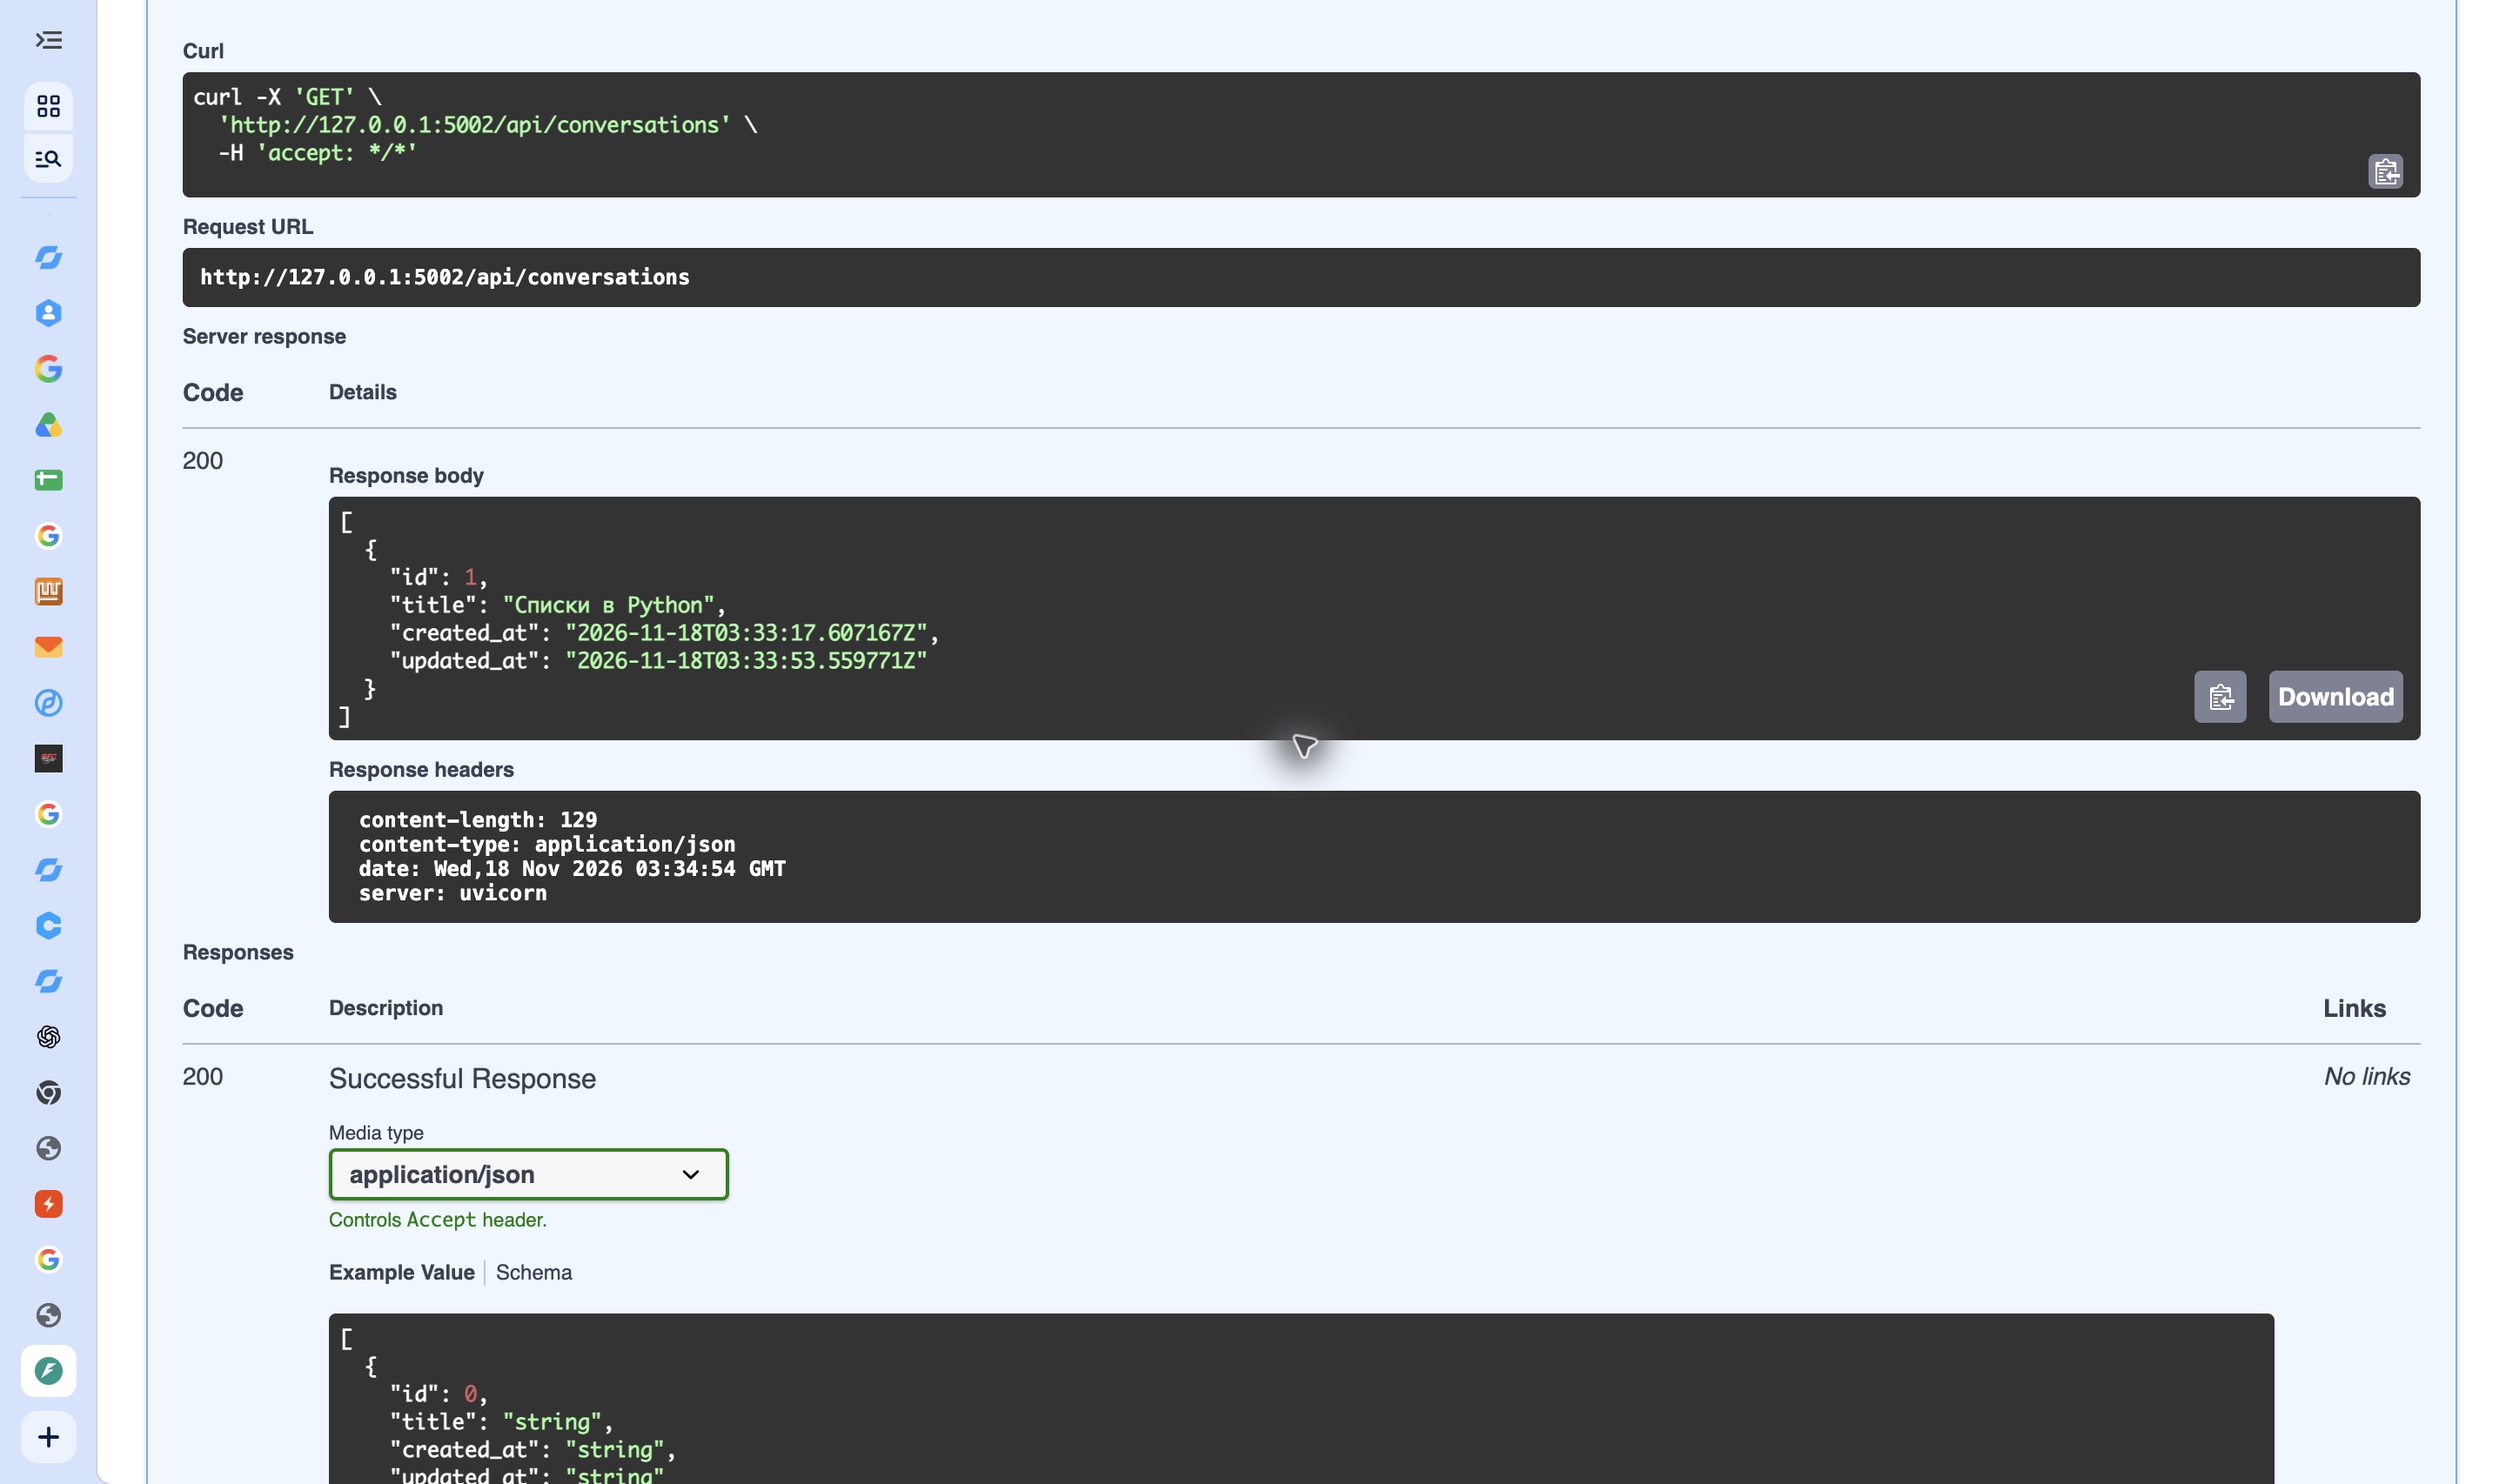 Curl
curl -X 'GET' \
  'http://127.0.0.1:5002/api/conversations' \
  -H 'accept: */*'
Request URL
http://127.0.0.1:5002/api/conversations
Server response
Code Details
200
Response body
[
  {
    "id": 1,
    "title": "Списки в Python",
    "created_at": "2026-11-18T03:33:17.607167Z",
    "updated_at": "2026-11-18T03:33:53.559771Z"
  }
]
Download
Response headers
content-length: 129
content-type: application/json
date: Wed,18 Nov 2026 03:34:54 GMT
server: uvicorn
Responses
Code Description Links
200 Successful Response No links
Media type
application/json
Controls Accept header.
Example Value Schema
[
  {
    "id": 0,
    "title": "string",
    "created_at": "string",
    "updated_at": "string"